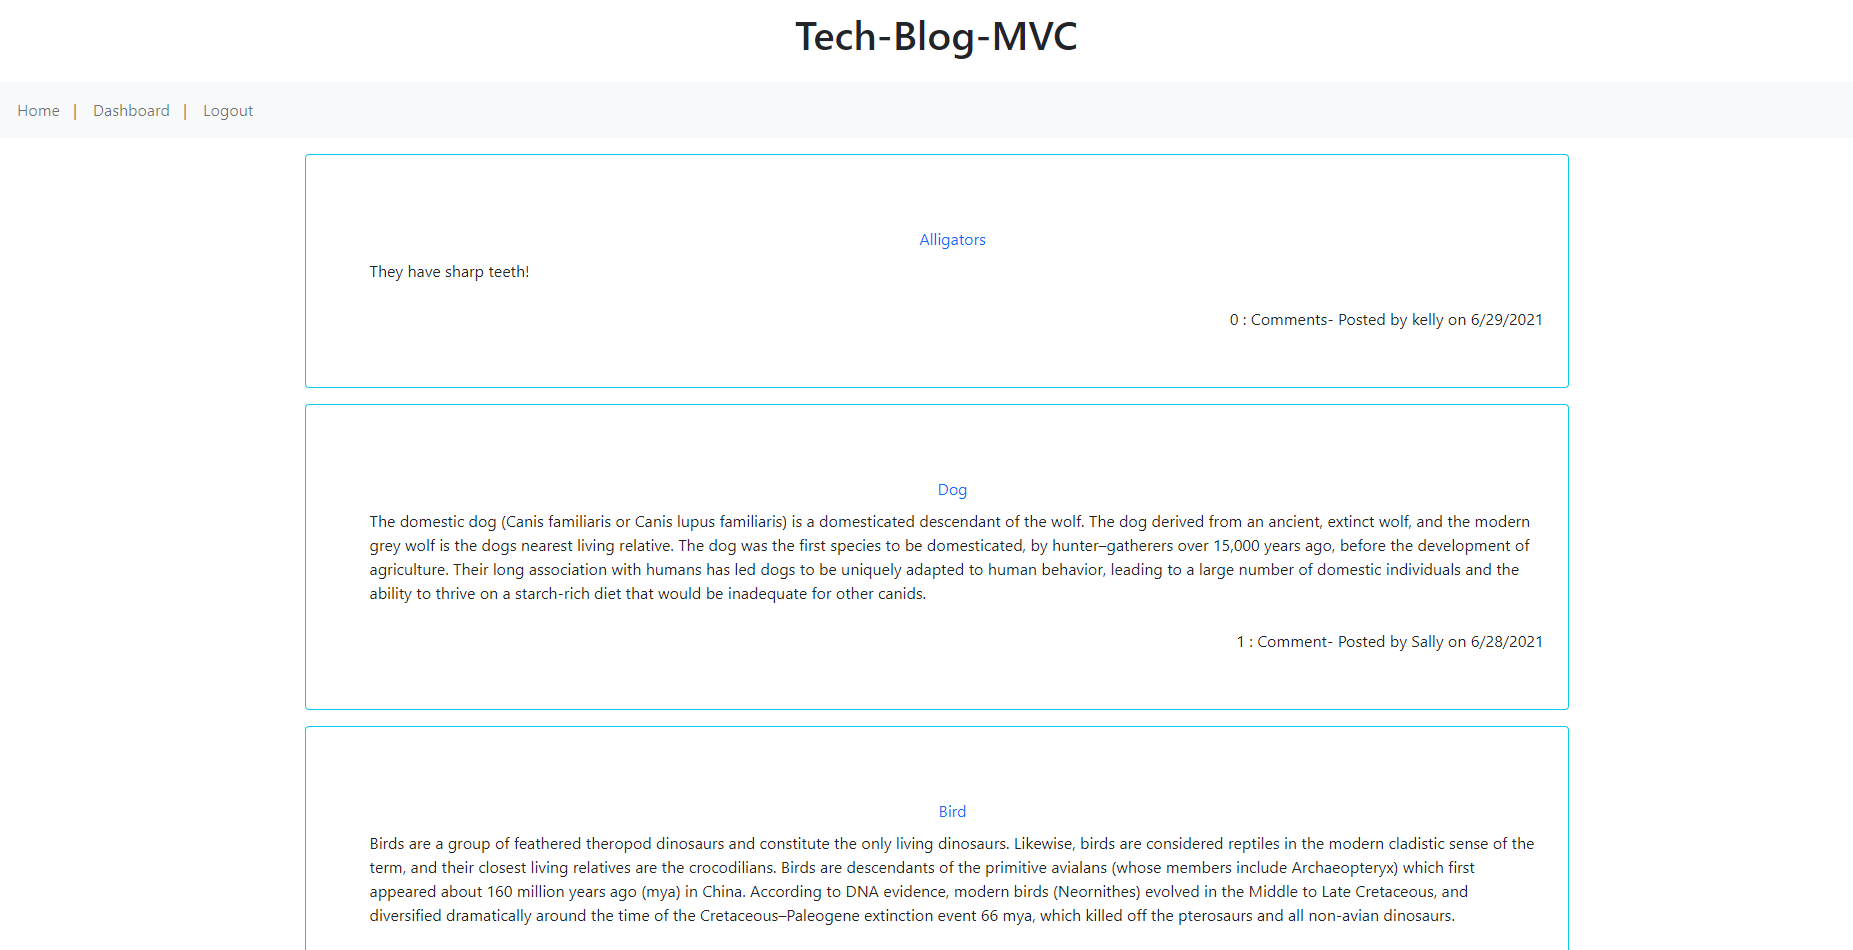 Tech-Blog-MVC
Home | Dashboard | Logout
Alligators
They have sharp teeth!
0 : Comments- Posted by kelly on 6/29/2021
Dog
The domestic dog (Canis familiaris or Canis lupus familiaris) is a domesticated descendant of the wolf. The dog derived from an ancient, extinct wolf, and the modern
grey wolf is the dogs nearest living relative. The dog was the first species to be domesticated, by hunter–gatherers over 15,000 years ago, before the development of
agriculture. Their long association with humans has led dogs to be uniquely adapted to human behavior, leading to a large number of domestic individuals and the
ability to thrive on a starch-rich diet that would be inadequate for other canids.
1 : Comment- Posted by Sally on 6/28/2021
Bird
Birds are a group of feathered theropod dinosaurs and constitute the only living dinosaurs. Likewise, birds are considered reptiles in the modern cladistic sense of the
term, and their closest living relatives are the crocodilians. Birds are descendants of the primitive avialans (whose members include Archaeopteryx) which first
appeared about 160 million years ago (mya) in China. According to DNA evidence, modern birds (Neornithes) evolved in the Middle to Late Cretaceous, and
diversified dramatically around the time of the Cretaceous–Paleogene extinction event 66 mya, which killed off the pterosaurs and all non-avian dinosaurs.